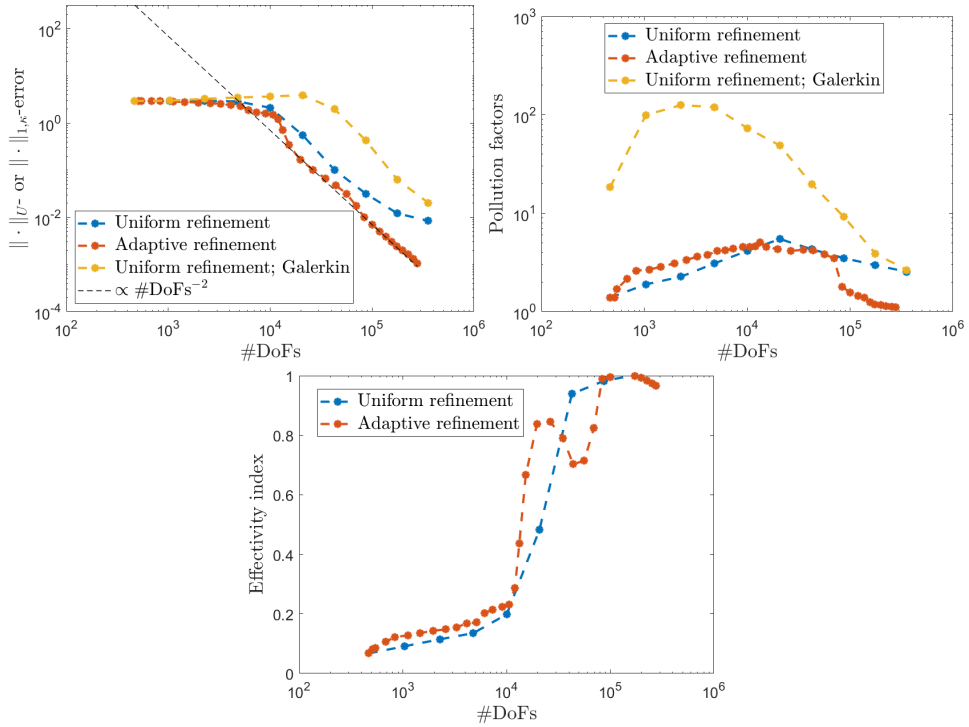 ‖ · ‖_U- or ‖ · ‖_{1,κ}-error
10^2
10^0
10^{-2}
10^{-4}
Uniform refinement
Adaptive refinement
Uniform refinement; Galerkin
∝ #DoFs^{-2}
10^2 10^3 10^4 10^5 10^6
#DoFs
Pollution factors
10^3
10^2
10^1
10^0
Uniform refinement
Adaptive refinement
Uniform refinement; Galerkin
10^2 10^3 10^4 10^5 10^6
#DoFs
Effectivity index
1
0.8
0.6
0.4
0.2
0
Uniform refinement
Adaptive refinement
10^2 10^3 10^4 10^5 10^6
#DoFs